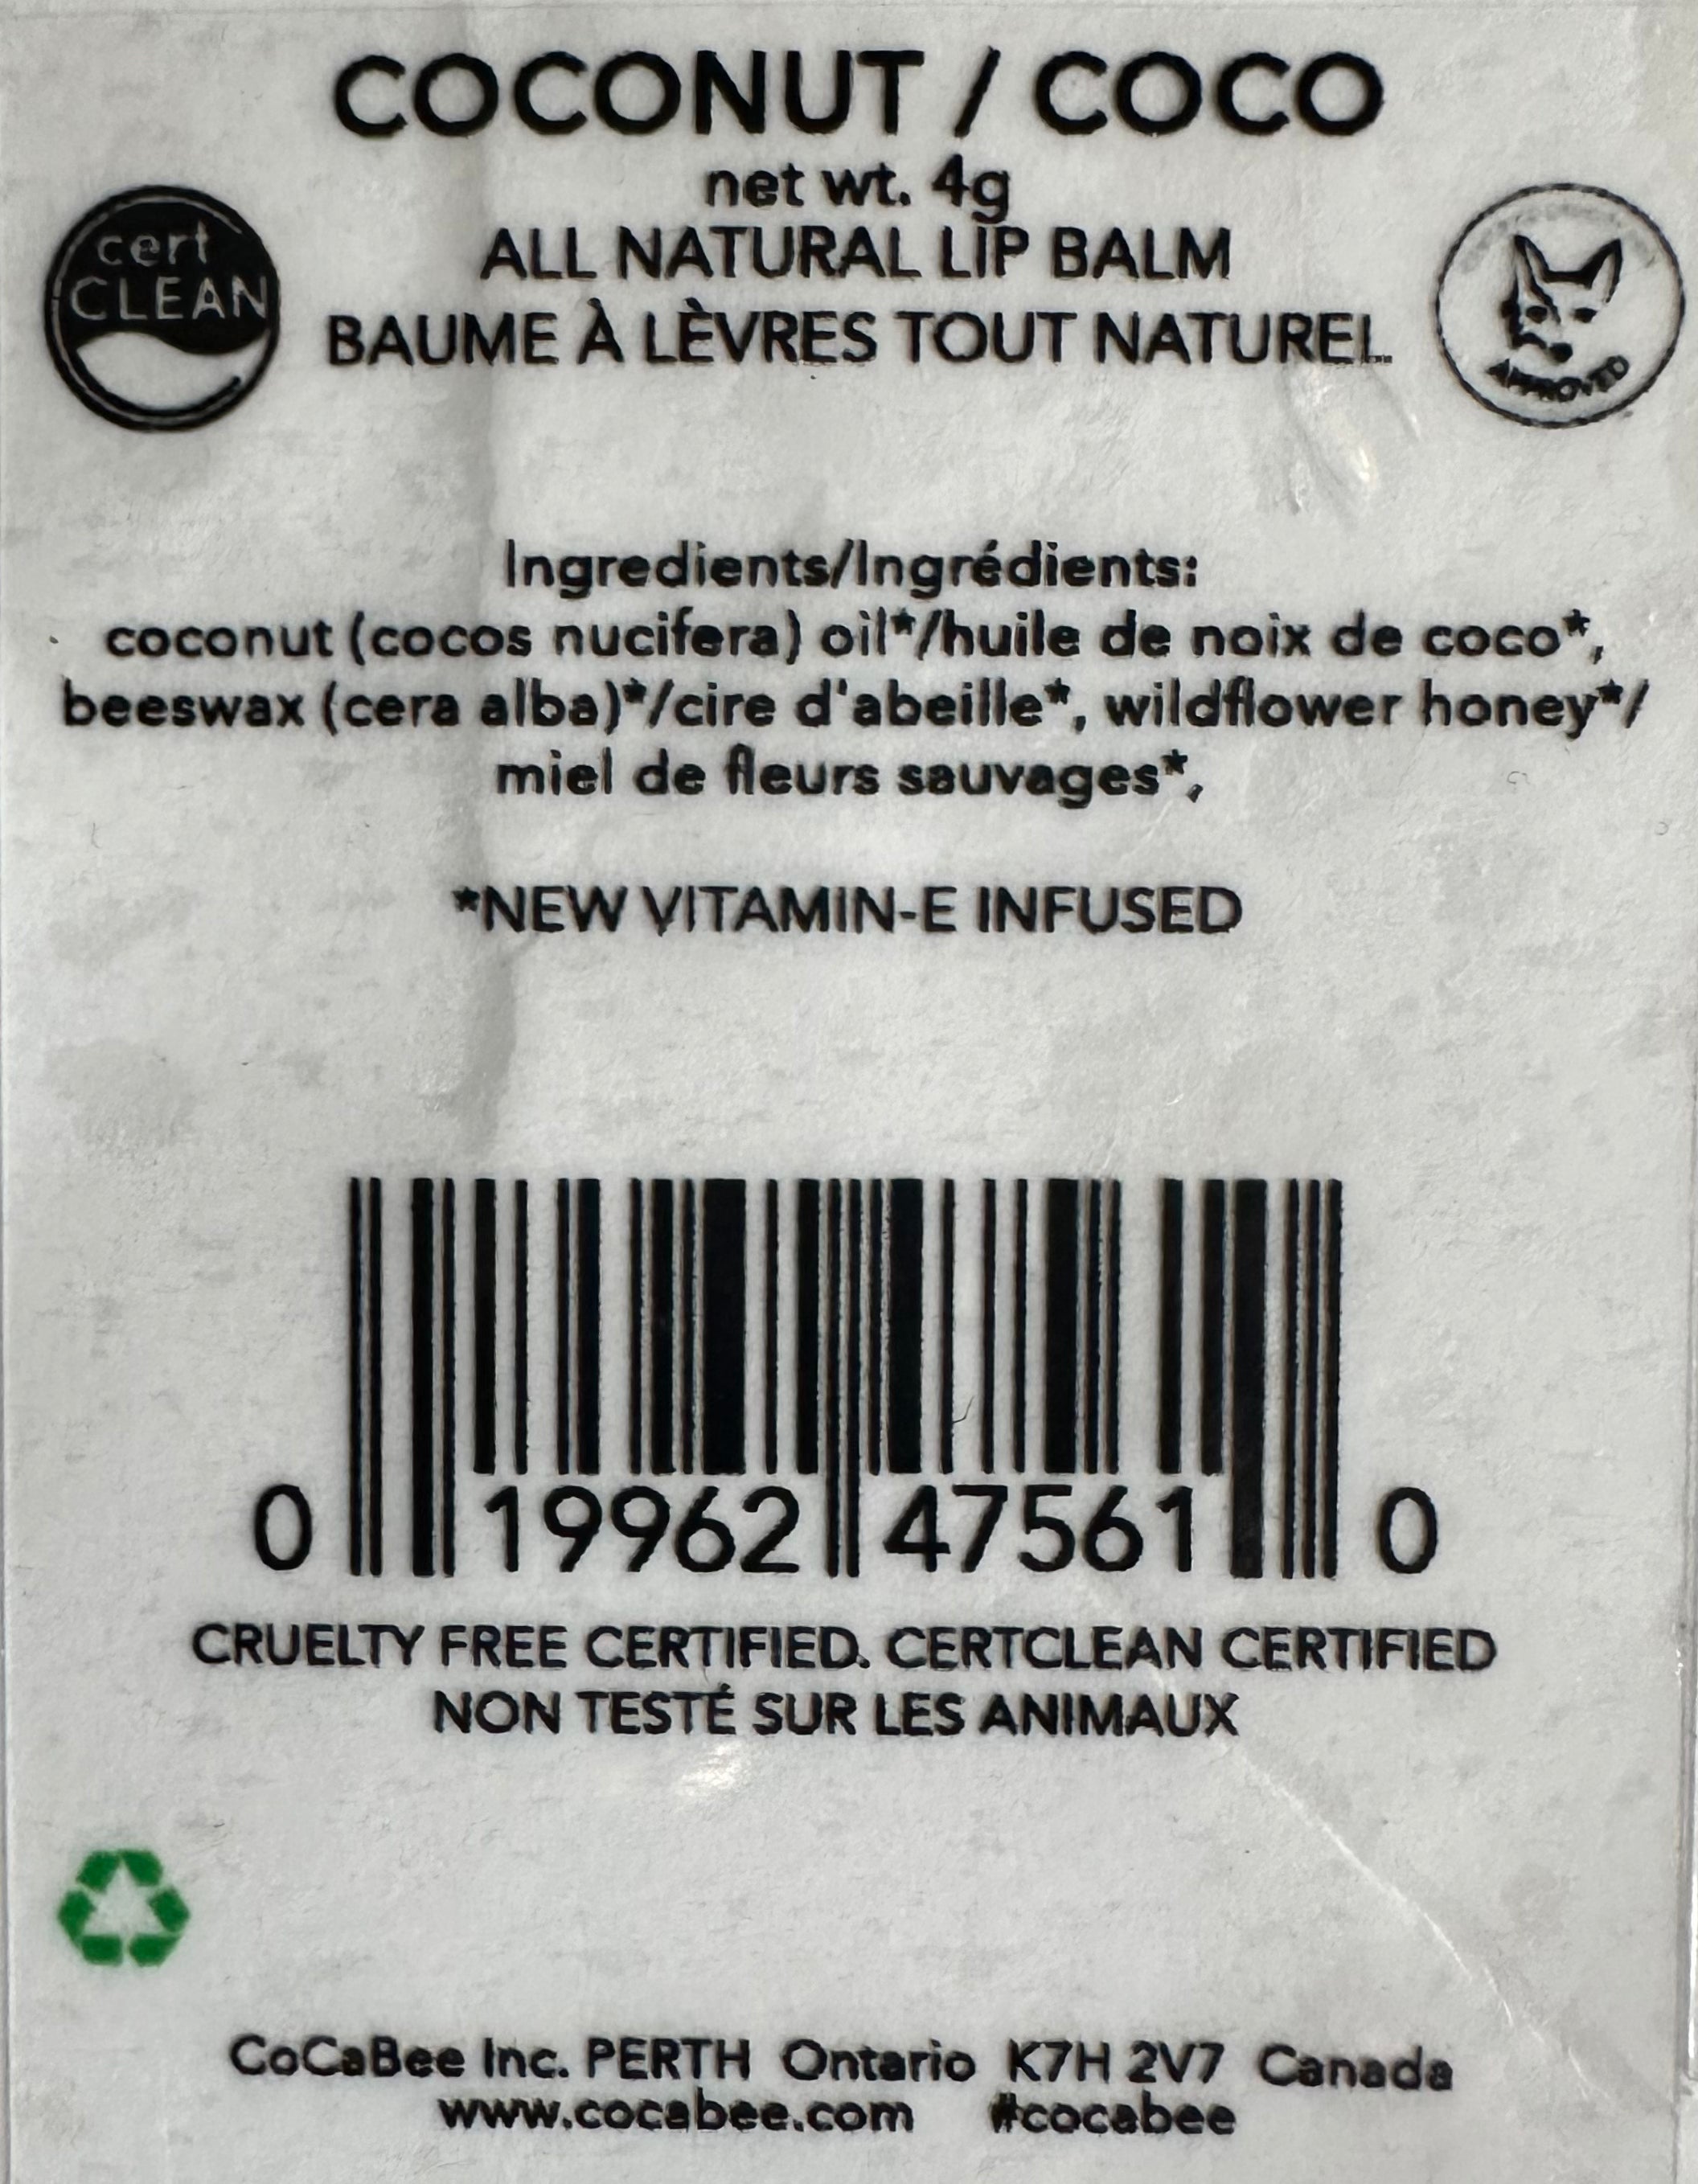 COCONUT / COCO
net wt. 4g
cert
CLEAN
ALL NATURAL LIP BALM
BAUME À LÈVRES TOUT NATUREL
APPROVED
Ingredients/Ingrédients:
coconut (cocos nucifera) oil*/huile de noix de coco*,
beeswax (cera alba)*/cire d'abeille*, wildflower honey*/
miel de fleurs sauvages*,
*NEW VITAMIN-E INFUSED
0 19962 47561 0
CRUELTY FREE CERTIFIED. CERTCLEAN CERTIFIED
NON TESTÉ SUR LES ANIMAUX
CoCaBee Inc. PERTH Ontario K7H 2V7 Canada
www.cocabee.com #cocabee